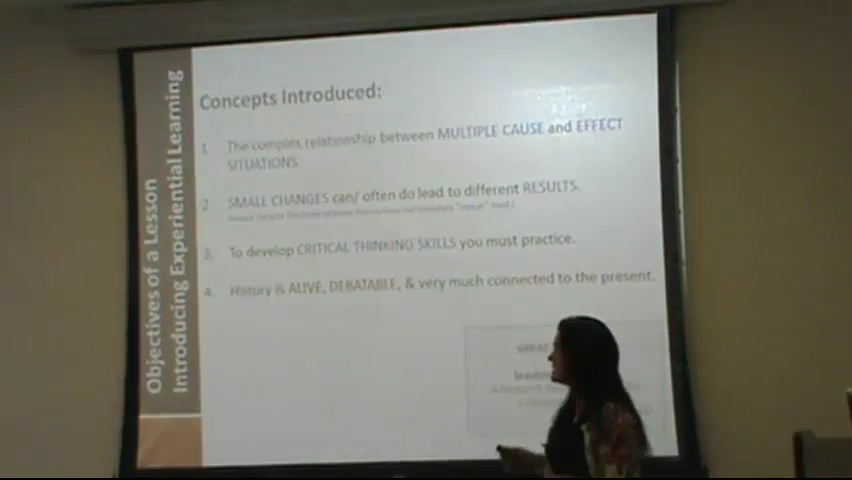 Objectives of a Lesson
Introducing Experiential Learning
Concepts Introduced:
1. The complex relationship between MULTIPLE CAUSE and EFFECT
SITUATIONS.
2. SMALL CHANGES can/ often do lead to different RESULTS.
3. To develop CRITICAL THINKING SKILLS you must practice.
4. History is ALIVE, DEBATABLE, & very much connected to the present.
GREAT